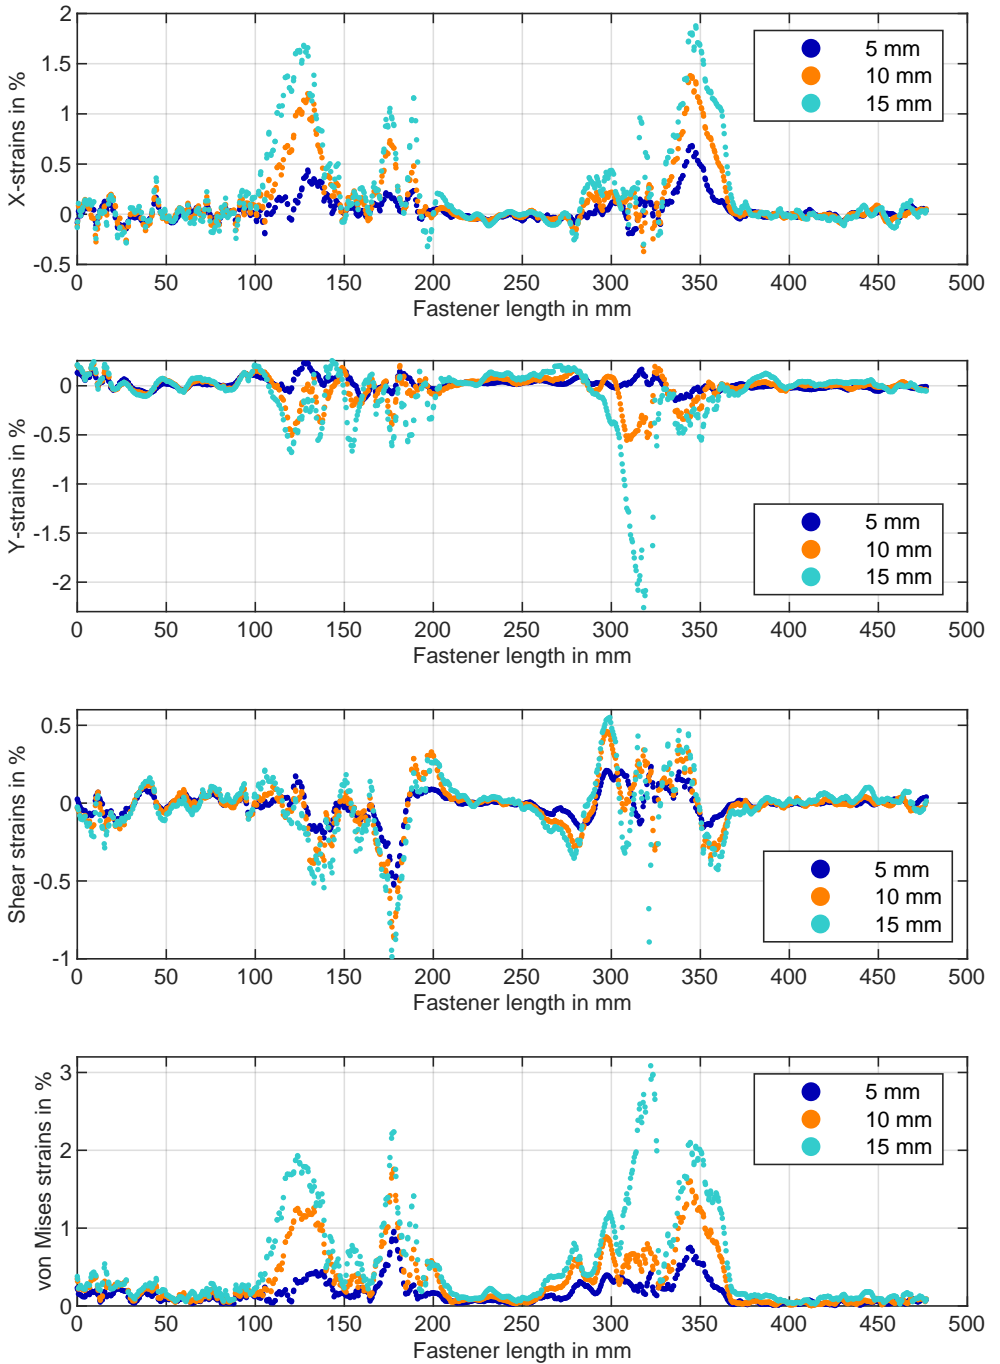 X-strains in %
2
1.5
1
0.5
0
-0.5
0 50 100 150 200 250 300 350 400 450 500
Fastener length in mm
5 mm
10 mm
15 mm
Y-strains in %
0
-0.5
-1
-1.5
-2
0 50 100 150 200 250 300 350 400 450 500
Fastener length in mm
5 mm
10 mm
15 mm
Shear strains in %
0.5
0
-0.5
-1
0 50 100 150 200 250 300 350 400 450 500
Fastener length in mm
5 mm
10 mm
15 mm
von Mises strains in %
3
2
1
0
0 50 100 150 200 250 300 350 400 450 500
Fastener length in mm
5 mm
10 mm
15 mm